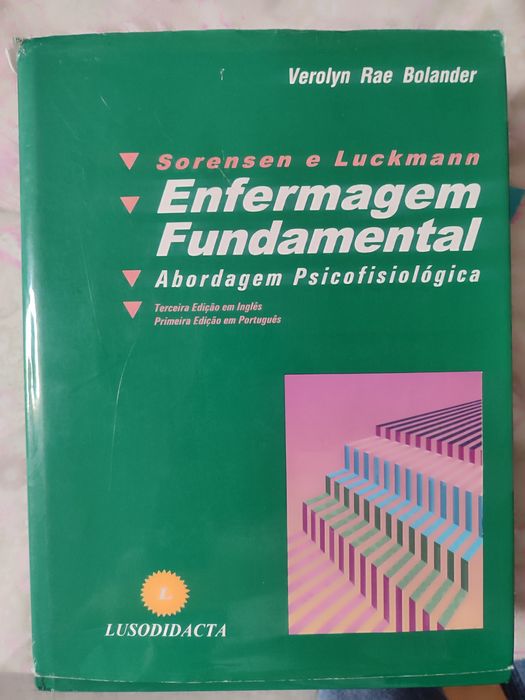 Verolyn Rae Bolander
Sorensen e Luckmann
Enfermagem
Fundamental
Abordagem Psicofisiológica
Terceira Edição em Inglês
Primeira Edição em Português
L
LUSODIDACTA